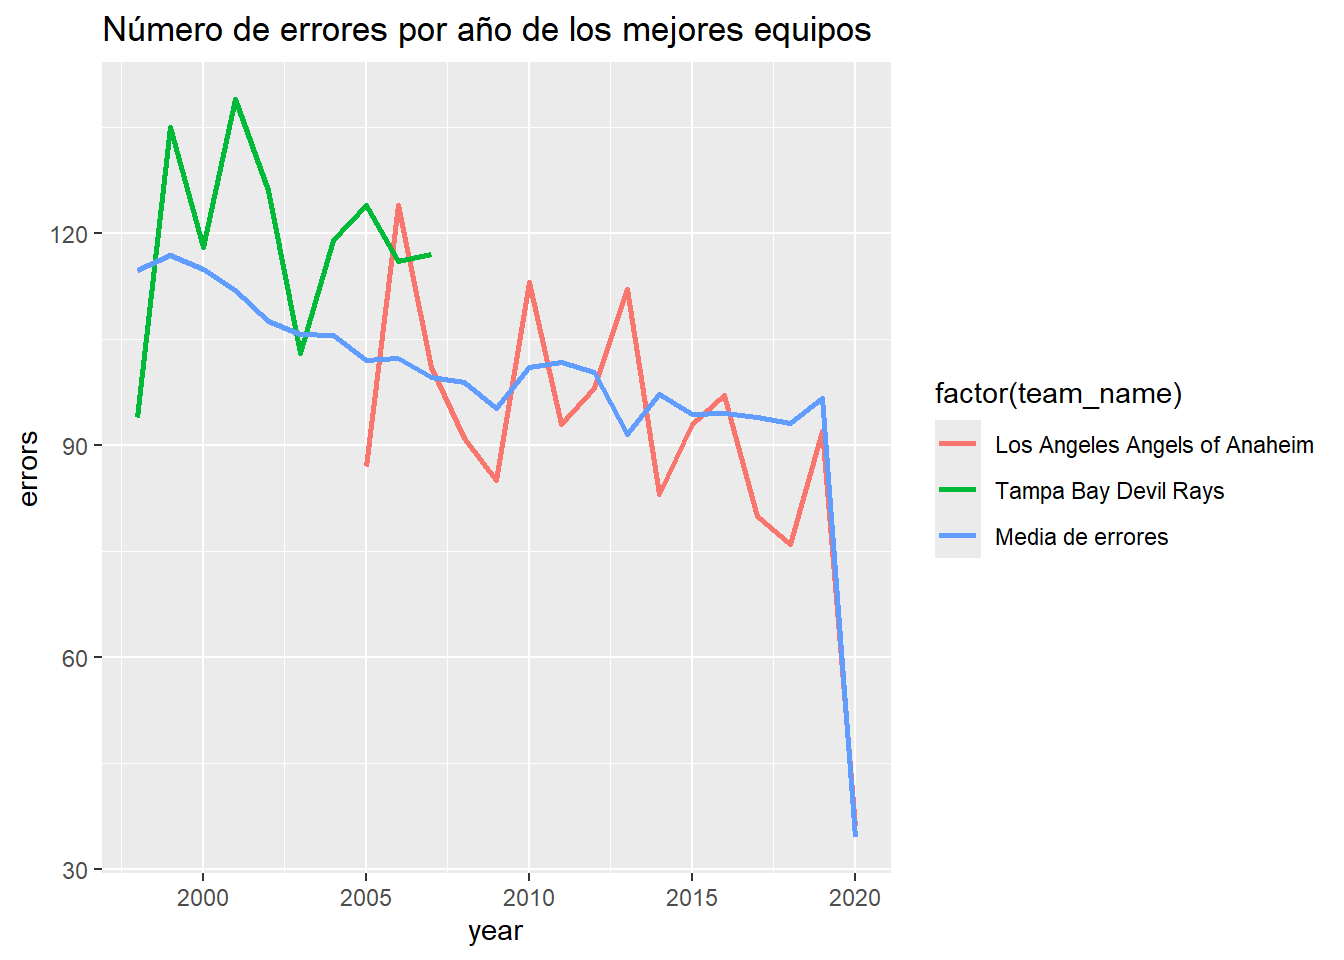 Número de errores por año de los mejores equipos
errors
120
90
60
30
2000 2005 2010 2015 2020
year
factor(team_name)
Los Angeles Angels of Anaheim
Tampa Bay Devil Rays
Media de errores